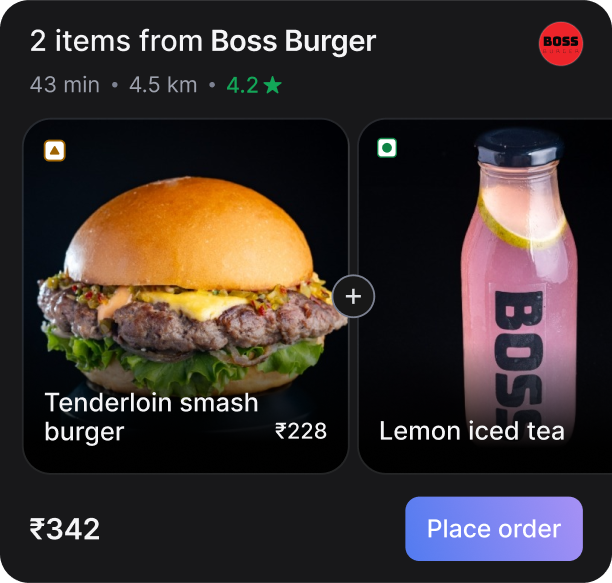 2 items from Boss Burger
BOSS
BURGER
43 min • 4.5 km • 4.2 ★
Tenderloin smash
burger
₹228
BOSS
Lemon iced tea
₹342
Place order